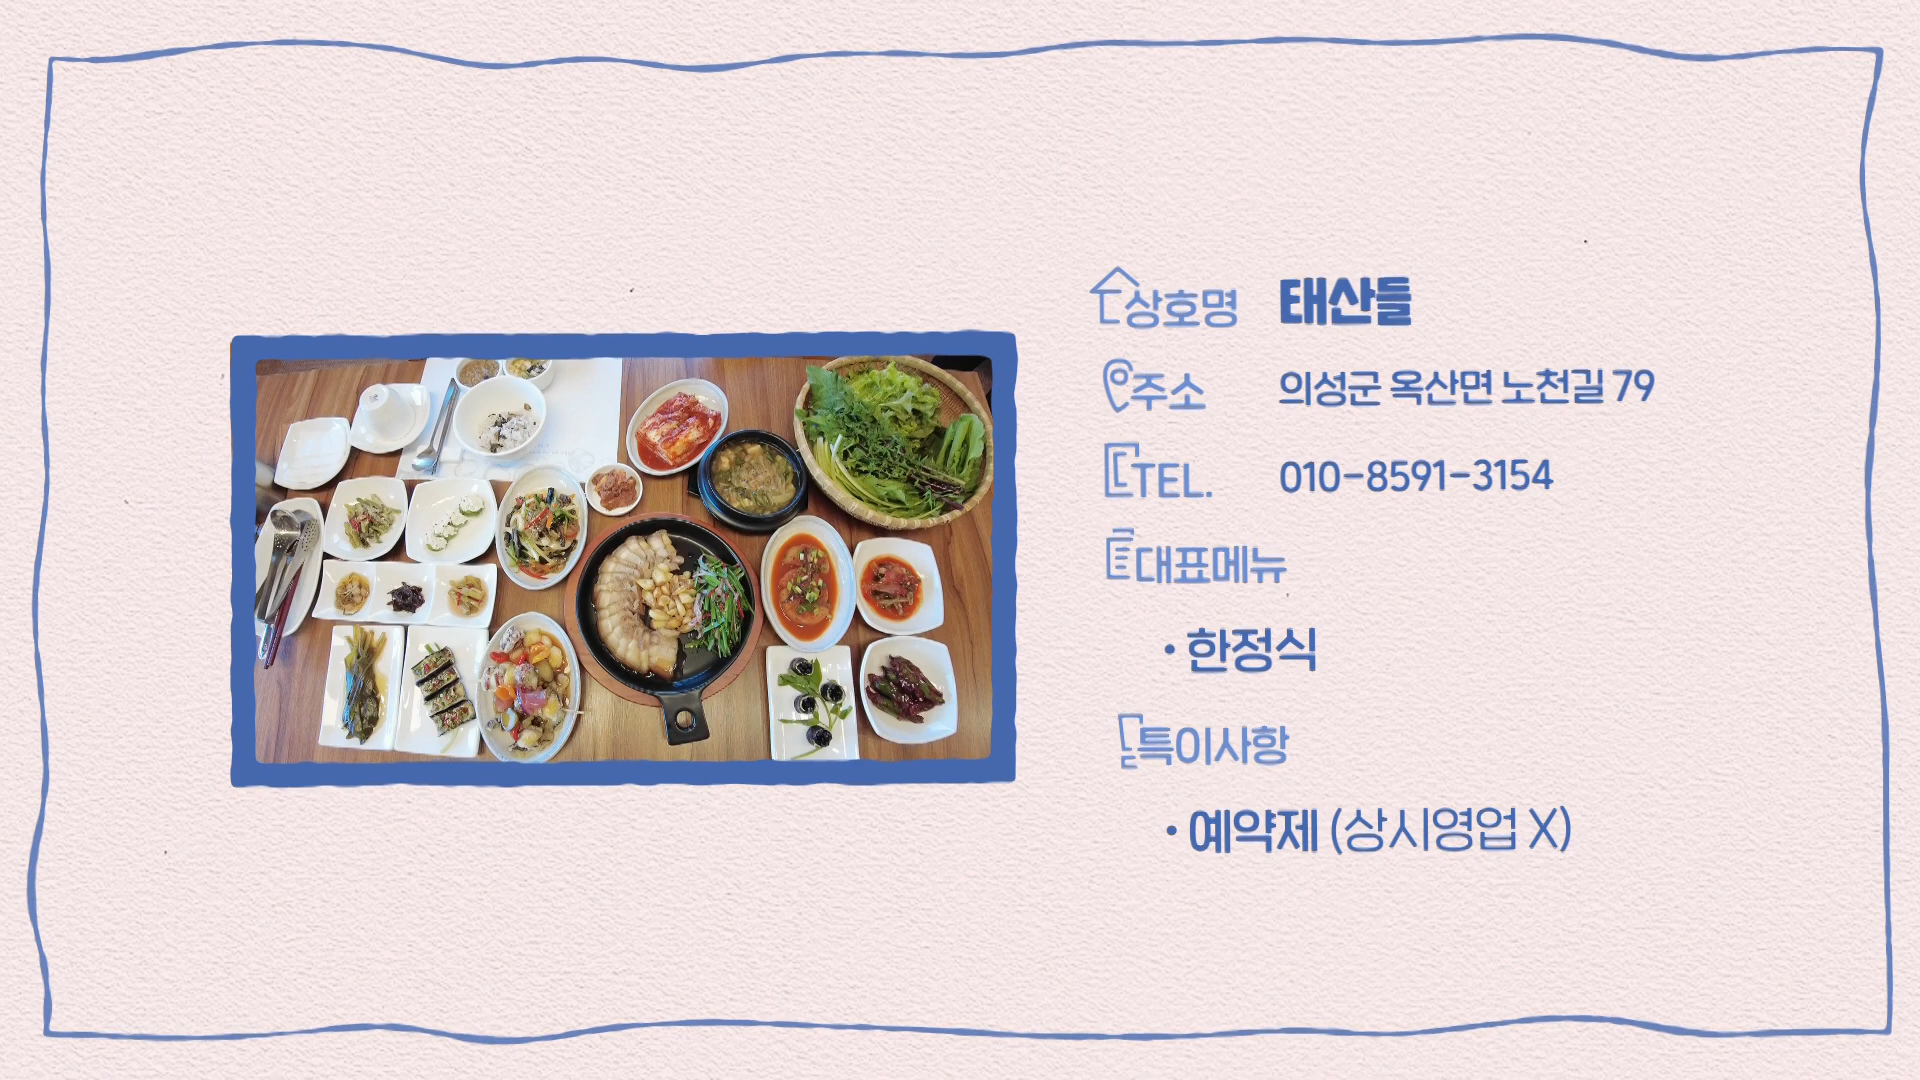 상호명 태산들
주소 의성군 옥산면 노천길 79
TEL. 010-8591-3154
대표메뉴
• 한정식
특이사항
• 예약제 (상시영업 X)